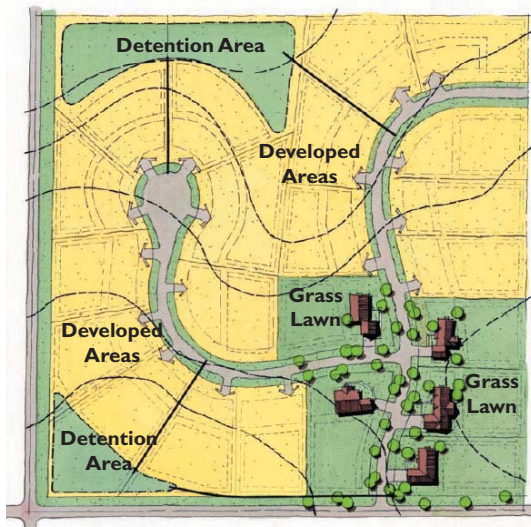 Detention Area
Developed
Areas
Grass
Lawn
Developed
Areas
Grass
Lawn
Detention
Area